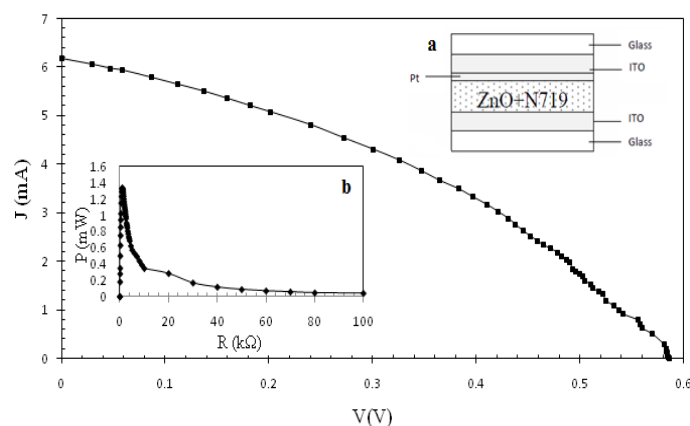 7
6
5
4
3
2
1
0
J (mA)
0
0.1
0.2
0.3
0.4
0.5
0.6
V(V)
a
Glass
ITO
Pt
ZnO+N719
ITO
Glass
b
1.6
1.4
1.2
1
0.8
0.6
0.4
0.2
0
P (mW)
0
20
40
60
80
100
R (kΩ)